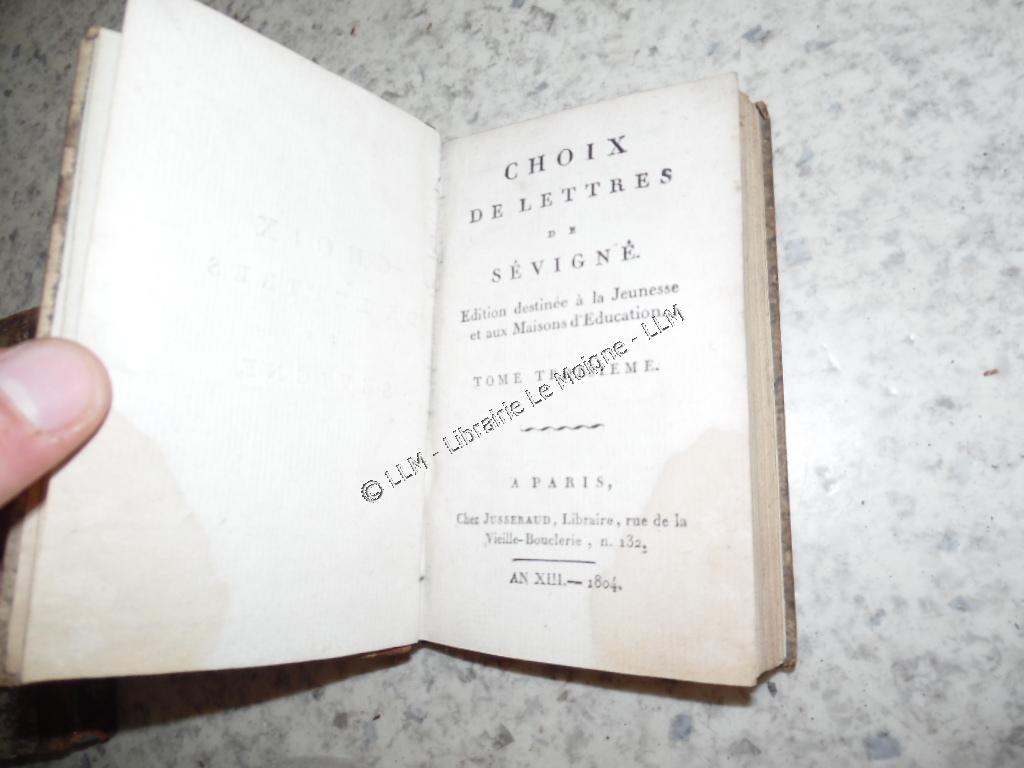 CHOIX
DE LETTRES
DE
SÉVIGNÉ.
Edition destinée à la Jeunesse
et aux Maisons d'Education.
TOME TROISIEME.
A PARIS,
Chez JUSSERAUD, Libraire, rue de la
Vieille-Bouclerie, n. 132.
AN XIII. — 1804.
© LLM - Librairie Le Moigne - LLM